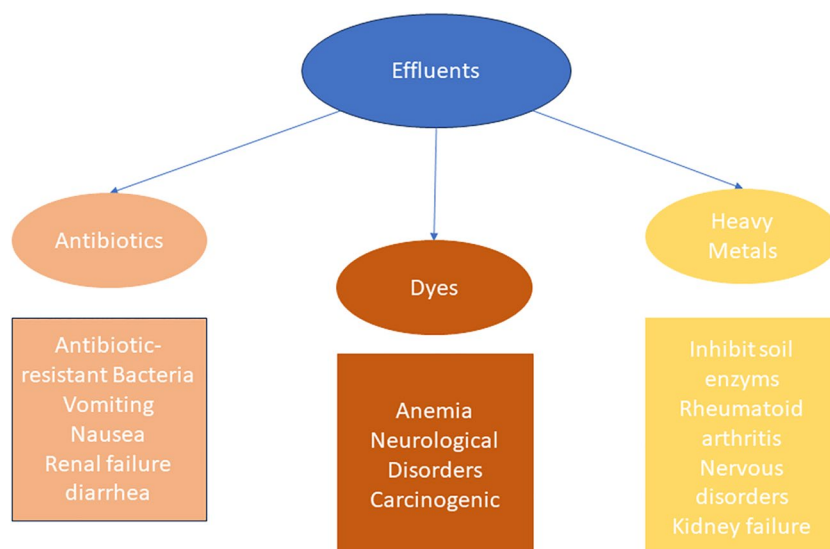 Effluents
Antibiotics
Dyes
Heavy
Metals
Antibiotic-
resistant Bacteria
Vomiting
Nausea
Renal failure
diarrhea
Anemia
Neurological
Disorders
Carcinogenic
Inhibit soil
enzyms
Rheumatoid
arthritis
Nervous
disorders
Kidney failure